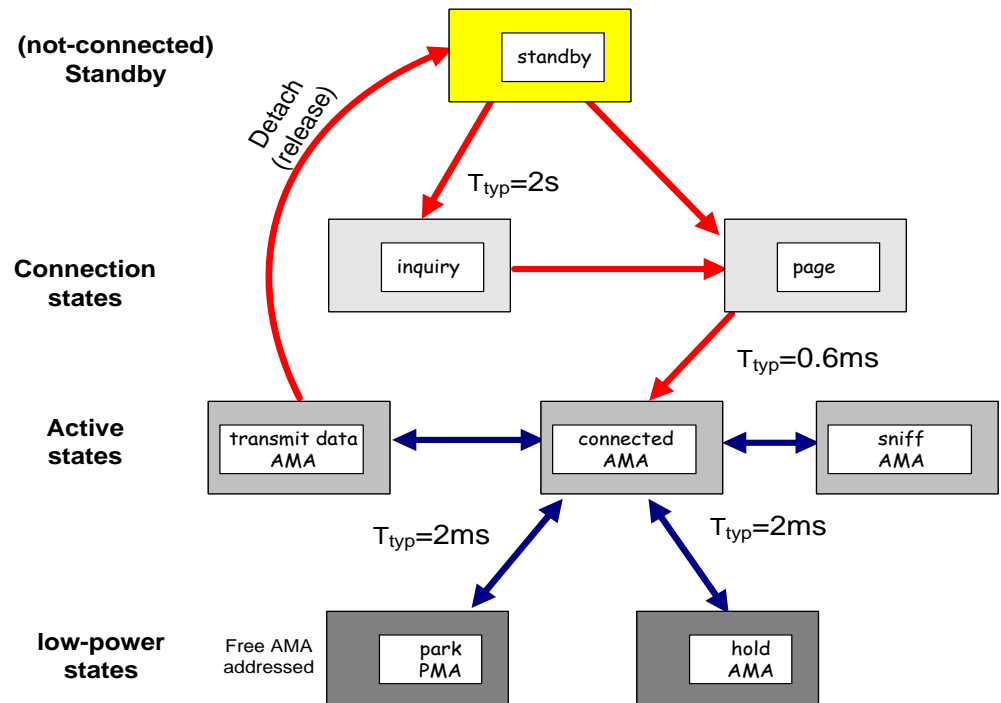 (not-connected)
Standby
standby
Detach
(release)
Ttyp=2s
Connection
states
inquiry
page
Ttyp=0.6ms
Active
states
transmit data
AMA
connected
AMA
sniff
AMA
Ttyp=2ms
Ttyp=2ms
low-power
states
Free AMA
addressed
park
PMA
hold
AMA